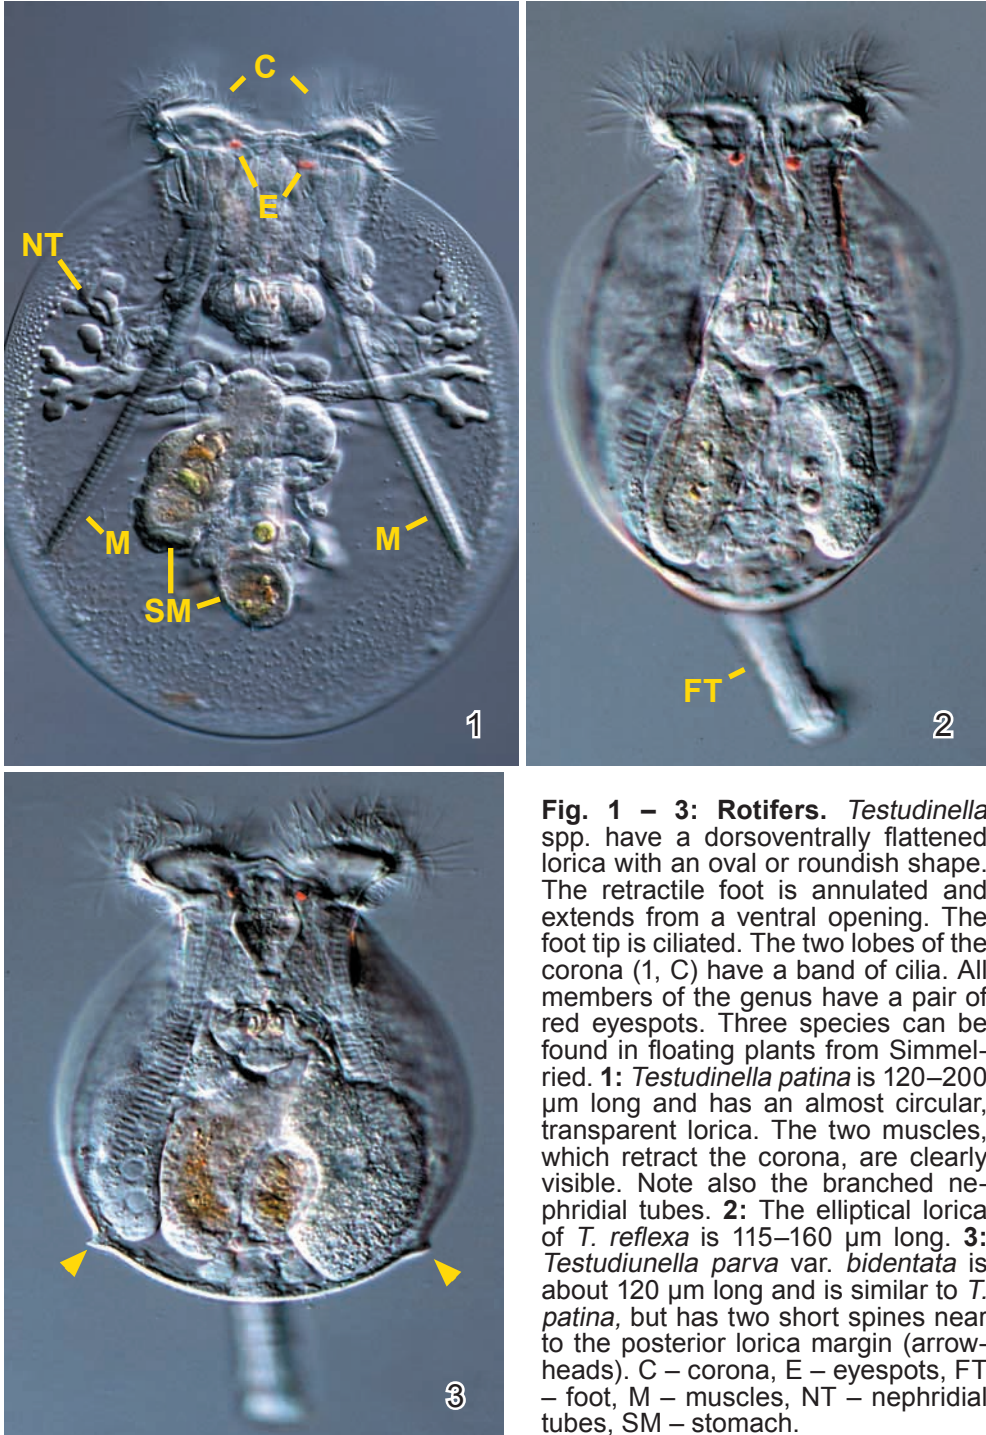 C
E
NT
M
M
SM
1
FT
2
3
Fig. 1 – 3: Rotifers. Testudinella
spp. have a dorsoventrally flattened
lorica with an oval or roundish shape.
The retractile foot is annulated and
extends from a ventral opening. The
foot tip is ciliated. The two lobes of the
corona (1, C) have a band of cilia. All
members of the genus have a pair of
red eyespots. Three species can be
found in floating plants from Simmel-
ried. 1: Testudinella patina is 120–200
µm long and has an almost circular,
transparent lorica. The two muscles,
which retract the corona, are clearly
visible. Note also the branched ne-
phridial tubes. 2: The elliptical lorica
of T. reflexa is 115–160 µm long. 3:
Testudiunella parva var. bidentata is
about 120 µm long and is similar to T.
patina, but has two short spines near
to the posterior lorica margin (arrow-
heads). C – corona, E – eyespots, FT
– foot, M – muscles, NT – nephridial
tubes, SM – stomach.